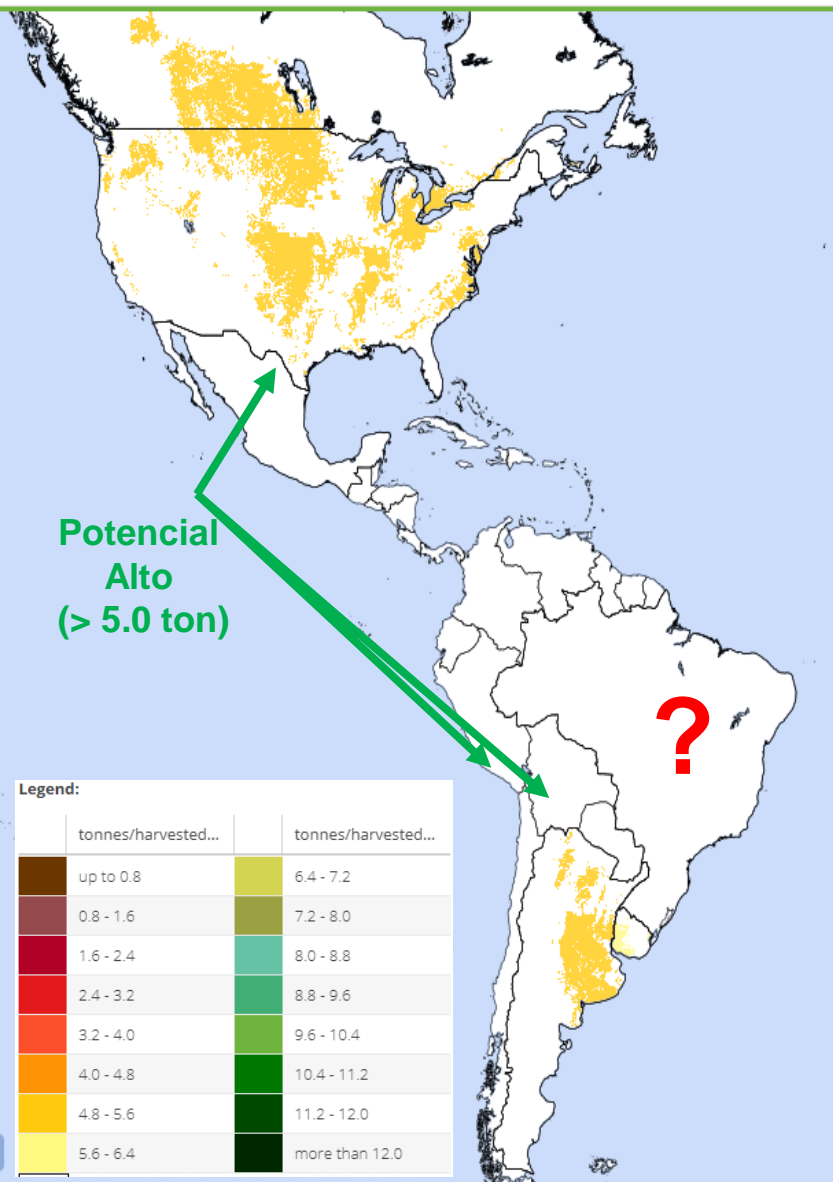 Potencial
Alto
(> 5.0 ton)
?
Legend:
tonnes/harvested... tonnes/harvested...
up to 0.8 6.4 - 7.2
0.8 - 1.6 7.2 - 8.0
1.6 - 2.4 8.0 - 8.8
2.4 - 3.2 8.8 - 9.6
3.2 - 4.0 9.6 - 10.4
4.0 - 4.8 10.4 - 11.2
4.8 - 5.6 11.2 - 12.0
5.6 - 6.4 more than 12.0